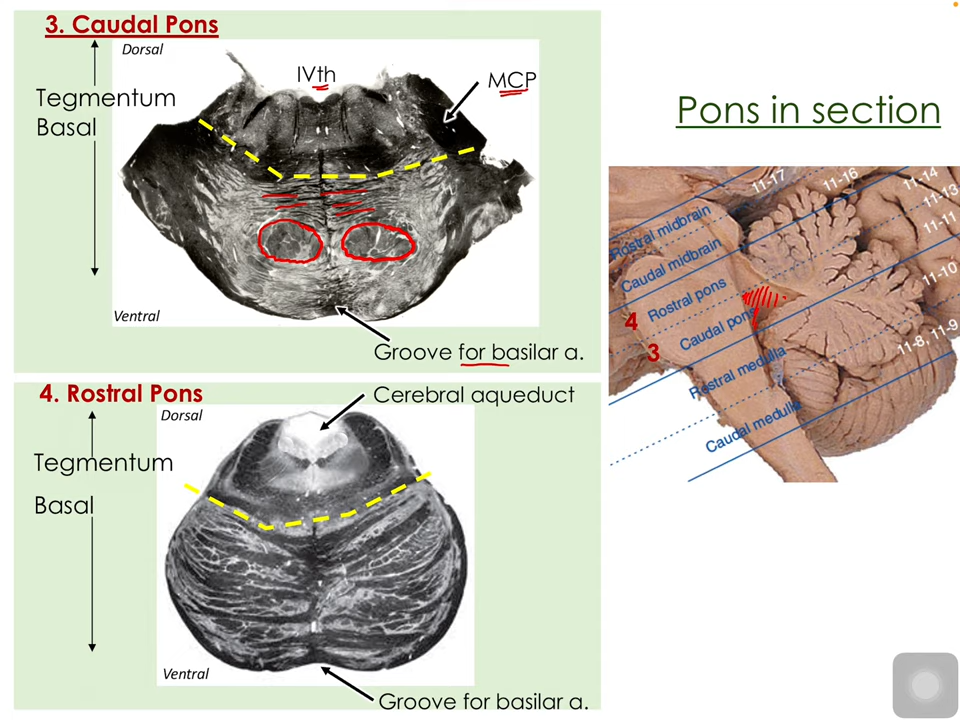 3. Caudal Pons
Dorsal
IVth
MCP
Tegmentum
Basal
Ventral
Groove for basilar a.
4. Rostral Pons
Dorsal
Cerebral aqueduct
Tegmentum
Basal
Ventral
Groove for basilar a.
Pons in section
11-17
11-16
11-14
11-13
11-11
11-10
11-8, 11-9
Rostral midbrain
Caudal midbrain
Rostral pons
Caudal pons
Rostral medulla
Caudal medulla
4
3